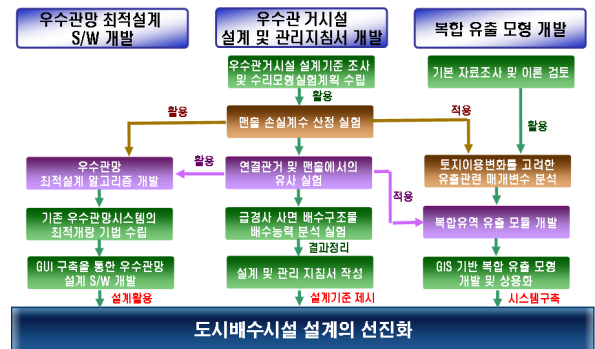 우수관망 최적설계
S/W 개발
우수관 거시설
설계 및 관리지침서 개발
복합 유출 모형 개발
우수관거시설 설계기준 조사
및 수리모형실험계획 수립
기본 자료조사 및 이론 검토
활용
활용
맨홀 손실계수 산정 실험
적용
활용
우수관망
최적설계 알고리즘 개발
활용
연결관거 및 맨홀에서의
유사 실험
토지이용변화를 고려한
유출관련 매개변수 분석
적용
기존 우수관망시스템의
최적개량 기법 수립
급경사 사면 배수구조물
배수능력 분석 실험
복합유역 유출 모듈 개발
결과정리
GUI 구축을 통한 우수관망
설계 S/W 개발
설계 및 관리 지침서 작성
GIS 기반 복합 유출 모형
개발 및 상용화
설계활용
설계기준 제시
시스템구축
도시배수시설 설계의 선진화